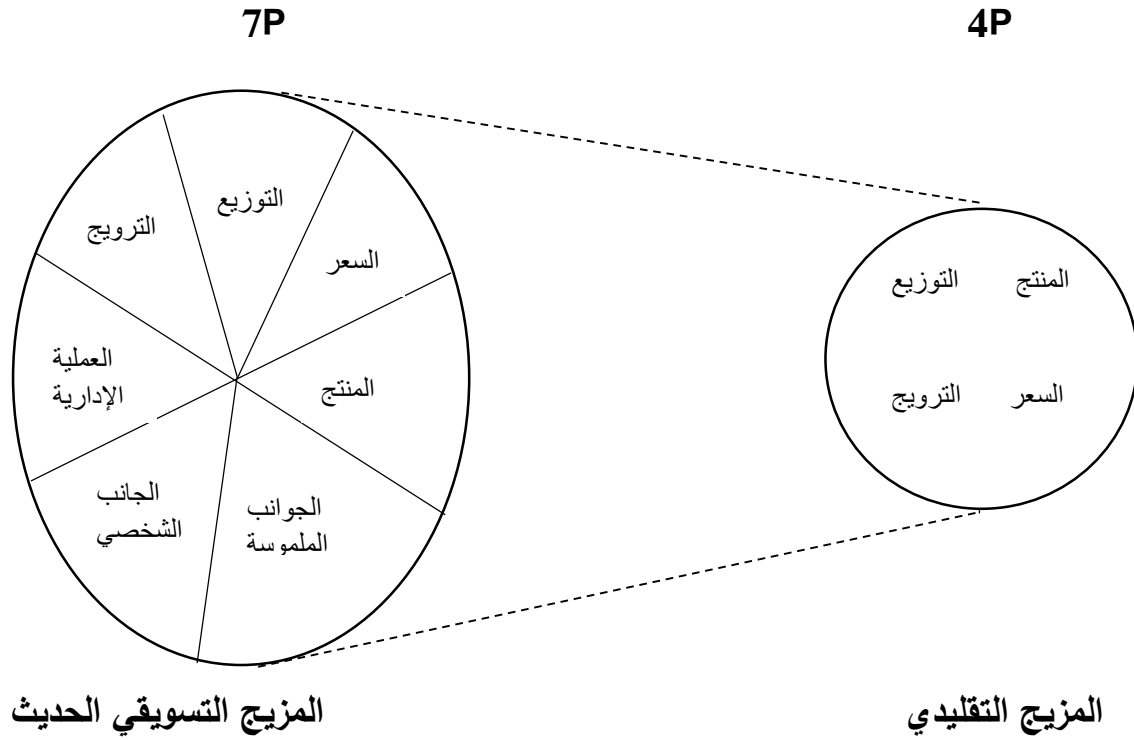 4P
7P
المنتج
التوزيع
السعر
الترويج
التوزيع
الترويج
السعر
العملية
الإدارية
المنتج
الجانب
الشخصي
الجوانب
الملموسة
المزيج التقليدي
المزيج التسويقي الحديث